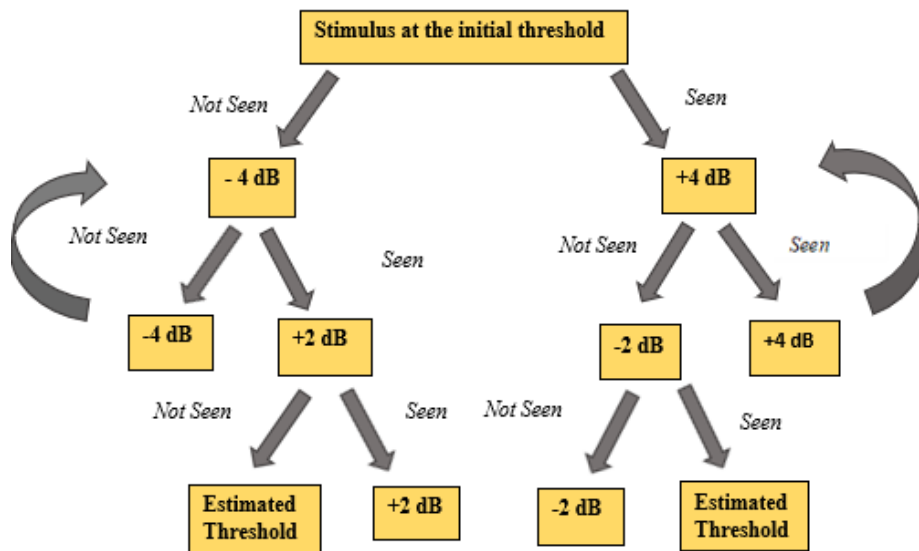 Stimulus at the initial threshold
Not Seen
Seen
- 4 dB
+4 dB
Not Seen
Seen
Not Seen
Seen
-4 dB
+2 dB
-2 dB
+4 dB
Not Seen
Seen
Not Seen
Seen
Estimated
Threshold
+2 dB
-2 dB
Estimated
Threshold